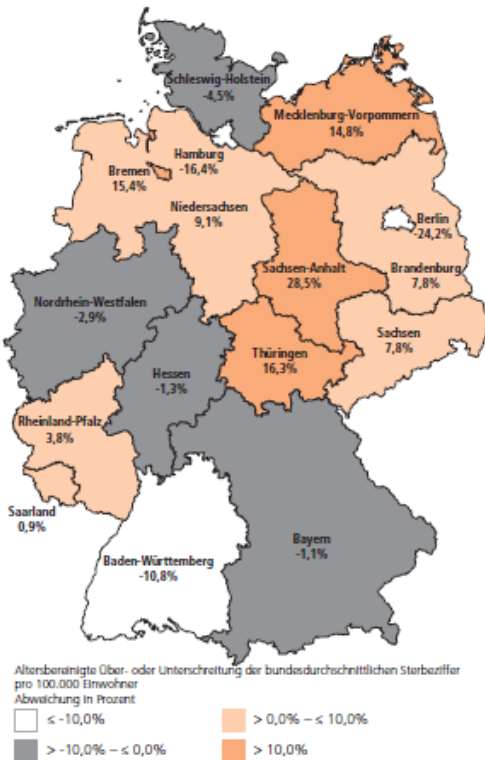 Schleswig-Holstein
-4,5%
Mecklenburg-Vorpommern
14,8%
Hamburg
-16,4%
Bremen
15,4%
Niedersachsen
9,1%
Berlin
-24,2%
Sachsen-Anhalt
28,5%
Brandenburg
7,8%
Nordrhein-Westfalen
-2,9%
Sachsen
7,8%
Thüringen
16,3%
Hessen
-1,3%
Rheinland-Pfalz
3,8%
Saarland
0,9%
Bayern
-1,1%
Baden-Württemberg
-10,8%
Altersbereinigte Über- oder Unterschreitung der bundesdurchschnittlichen Sterbeziffer
pro 100.000 Einwohner
Abweichung in Prozent
≤ -10,0%
> 0,0% – ≤ 10,0%
> -10,0% – ≤ 0,0%
> 10,0%